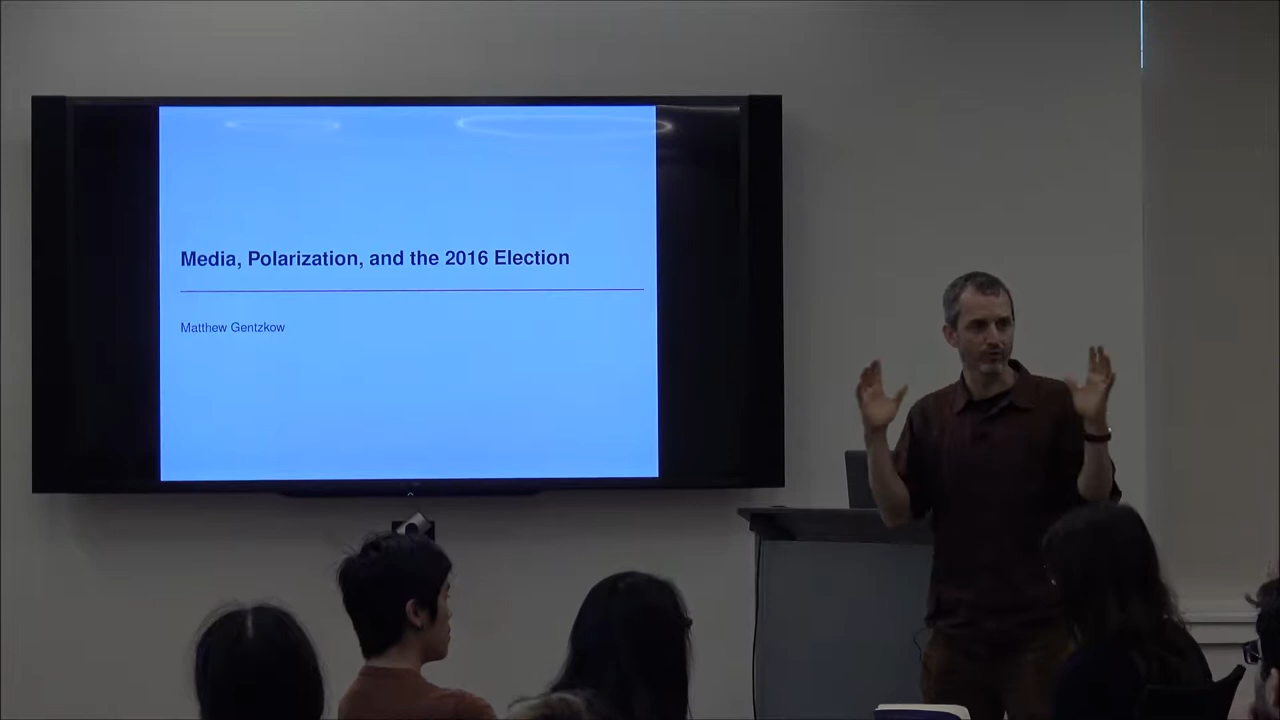 Media, Polarization, and the 2016 Election
Matthew Gentzkow